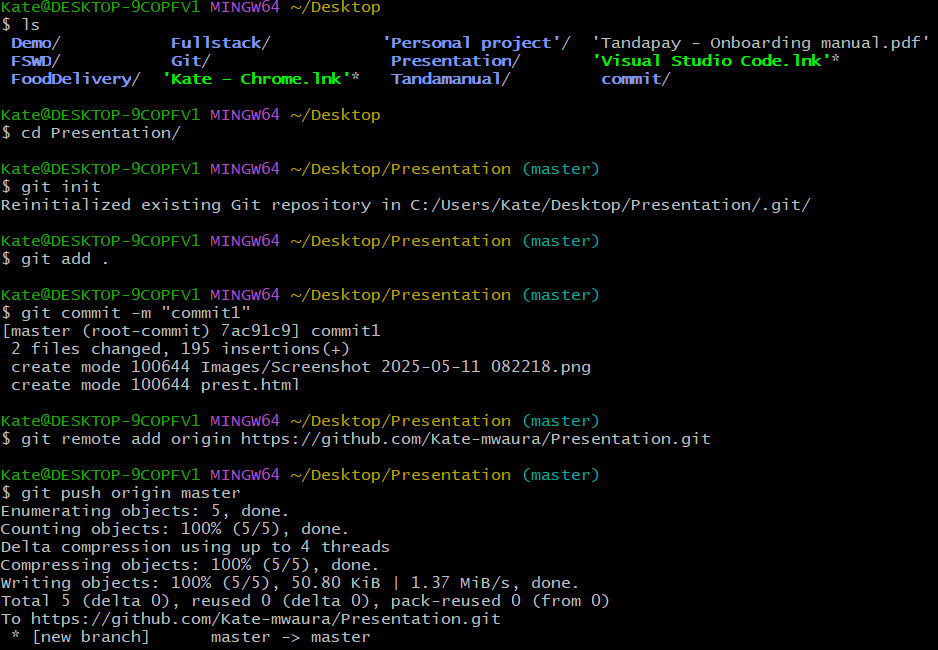 Kate@DESKTOP-9COPFV1 MINGW64 ~/Desktop
$ ls
Demo/ Fullstack/ 'Personal project'/ 'Tandapay - Onboarding manual.pdf'
FSWD/ Git/ Presentation/ 'Visual Studio Code.lnk'*
FoodDelivery/ 'Kate - Chrome.lnk'* Tandamanual/ commit/
Kate@DESKTOP-9COPFV1 MINGW64 ~/Desktop
$ cd Presentation/
Kate@DESKTOP-9COPFV1 MINGW64 ~/Desktop/Presentation (master)
$ git init
Reinitialized existing Git repository in C:/Users/Kate/Desktop/Presentation/.git/
Kate@DESKTOP-9COPFV1 MINGW64 ~/Desktop/Presentation (master)
$ git add .
Kate@DESKTOP-9COPFV1 MINGW64 ~/Desktop/Presentation (master)
$ git commit -m "commit1"
[master (root-commit) 7ac91c9] commit1
2 files changed, 195 insertions(+)
create mode 100644 Images/Screenshot 2025-05-11 082218.png
create mode 100644 prest.html
Kate@DESKTOP-9COPFV1 MINGW64 ~/Desktop/Presentation (master)
$ git remote add origin https://github.com/Kate-mwaura/Presentation.git
Kate@DESKTOP-9COPFV1 MINGW64 ~/Desktop/Presentation (master)
$ git push origin master
Enumerating objects: 5, done.
Counting objects: 100% (5/5), done.
Delta compression using up to 4 threads
Compressing objects: 100% (5/5), done.
Writing objects: 100% (5/5), 50.80 KiB | 1.37 MiB/s, done.
Total 5 (delta 0), reused 0 (delta 0), pack-reused 0 (from 0)
To https://github.com/Kate-mwaura/Presentation.git
* [new branch] master -> master